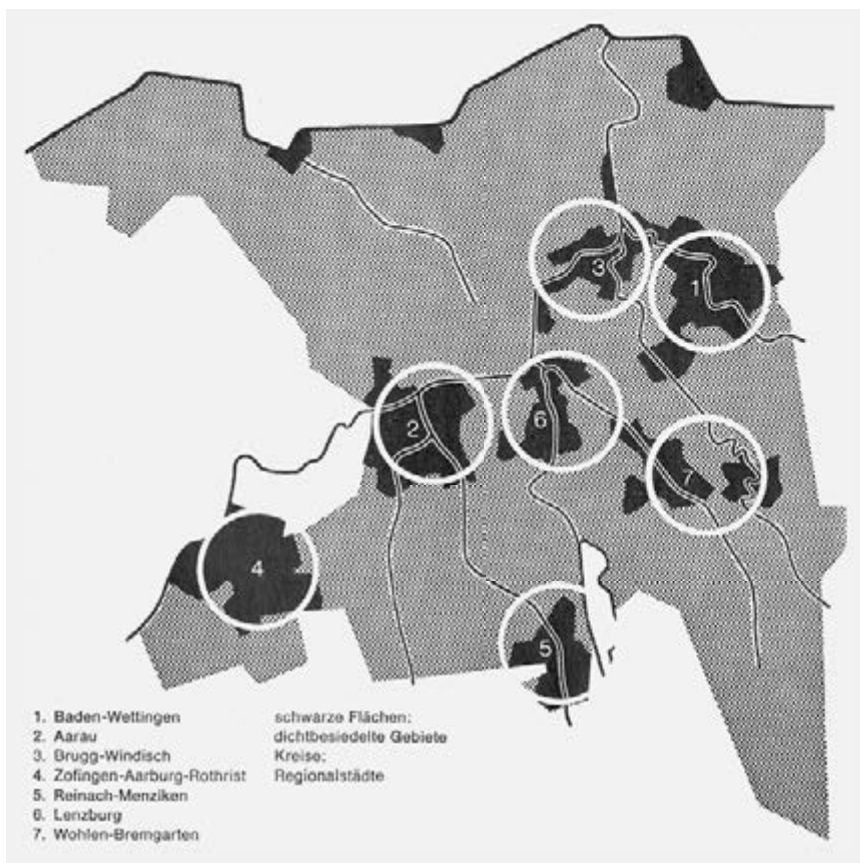 3
1
2
6
7
4
5
1. Baden-Wettingen
2. Aarau
3. Brugg-Windisch
4. Zofingen-Aarburg-Rothrist
5. Reinach-Menziken
6. Lenzburg
7. Wohlen-Bremgarten
schwarze Flächen:
dichtbesiedelte Gebiete
Kreise:
Regionalstädte